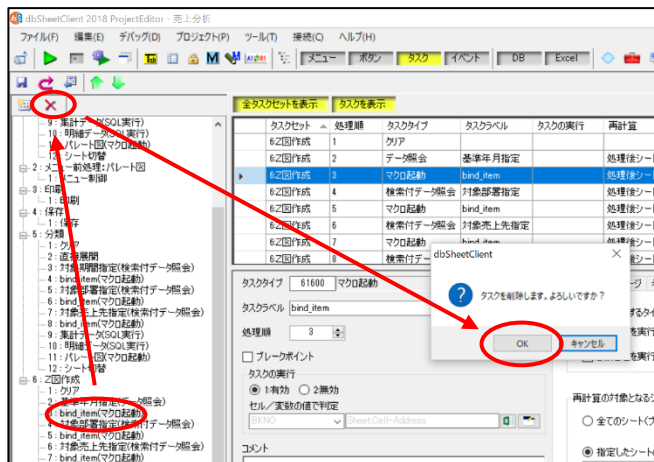 dbSheetClient 2018 ProjectEditor - 売上分析
ファイル(F) 編集(E) デバッグ(D) プロジェクト(P) ツール(T) 接続(C) ヘルプ(H)
メニュー ボタン タスク イベント DB Excel
全タスクセットを表示 タスクを表示
9 : 集計データ(SQL実行)
10 : 明細データ(SQL実行)
パレート図(マクロ起動)
12 : シート切替
2 : メニュー前処理:パレート図
1 : メニュー制御
3 : 印刷
1 : 印刷
4 : 保存
1 : 保存
5 : 分類
1 : クリア
2 : 直接展開
3 : 対象期間指定(検索付データ照会)
4 : bind_item(マクロ起動)
5 : 対象部署指定(検索付データ照会)
6 : bind_item(マクロ起動)
7 : 対象売上先指定(検索付データ照会)
8 : bind_item(マクロ起動)
9 : 集計データ(SQL実行)
10 : 明細データ(SQL実行)
11 : パレート図(マクロ起動)
12 : シート切替
6 : Z図作成
1 : クリア
2 : 基準年月指定(データ照会)
3 : bind_item(マクロ起動)
4 : 対象部署指定(検索付データ照会)
5 : bind_item(マクロ起動)
6 : 対象売上先指定(検索付データ照会)
7 : bind_item(マクロ起動)
タスクセット 処理順 タスクタイプ タスクラベル タスクの実行 再計算
6:Z図作成 1 クリア
6:Z図作成 2 データ照会 基準年月指定 処理後シート
6:Z図作成 3 マクロ起動 bind_item 処理後シート
6:Z図作成 4 検索付データ照会 対象部署指定 処理後シート
6:Z図作成 5 マクロ起動 bind_item 処理後シート
6:Z図作成 6 検索付データ照会 対象売上先指定 処理後シート
6:Z図作成 7 マクロ起動 bind_item
6:Z図作成 8 検索付デー
dbSheetClient
タスクを削除します。よろしいですか?
OK キャンセル
タスクタイプ 61600 マクロ起動
タスクラベル bind_item
処理順 3
ブレークポイント
タスクの実行
1:有効 2:無効
セル/変数の値で判定
BKNO Sheet.Cell-Address
コメント
再計算の対象となるシ
全てのシート(ブ
指定したシート